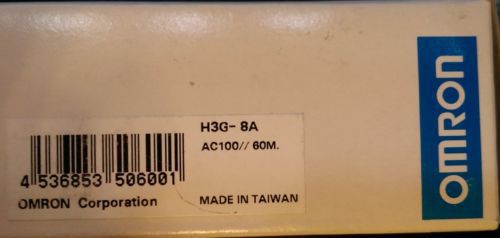 OMRON
H3G- 8A
AC100// 60M.
4 536853 506001
OMRON Corporation
MADE IN TAIWAN